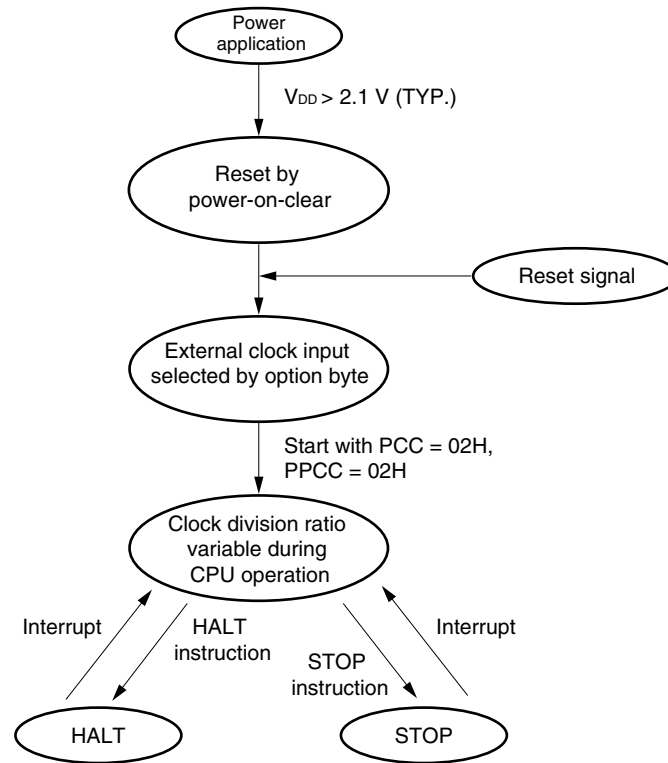 Power
application
VDD > 2.1 V (TYP.)
Reset by
power-on-clear
Reset signal
External clock input
selected by option byte
Start with PCC = 02H,
PPCC = 02H
Clock division ratio
variable during
CPU operation
Interrupt
HALT
instruction
STOP
instruction
Interrupt
HALT
STOP